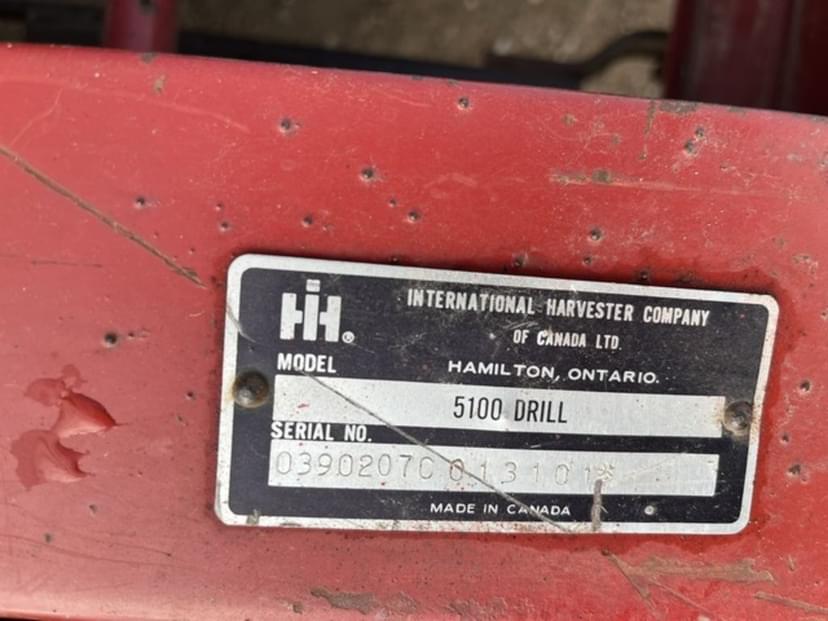 IH®
INTERNATIONAL HARVESTER COMPANY
OF CANADA LTD.
HAMILTON, ONTARIO.
MODEL
5100 DRILL
SERIAL NO.
0390207C 013101*
MADE IN CANADA